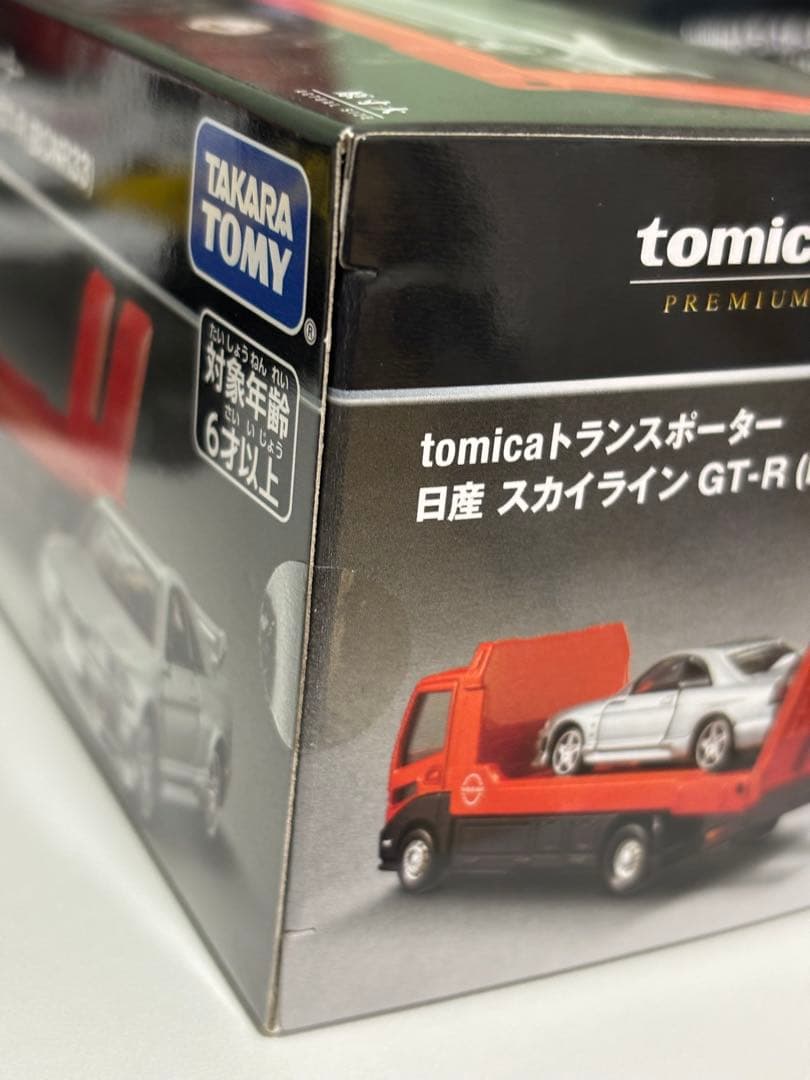 (BCNR33)
TAKARA
TOMY
®
たいしょうねんれい
対象年齢
さいいじょう
6才以上
tomic
PREMIUM
tomicaトランスポーター
日産 スカイライン GT-R (